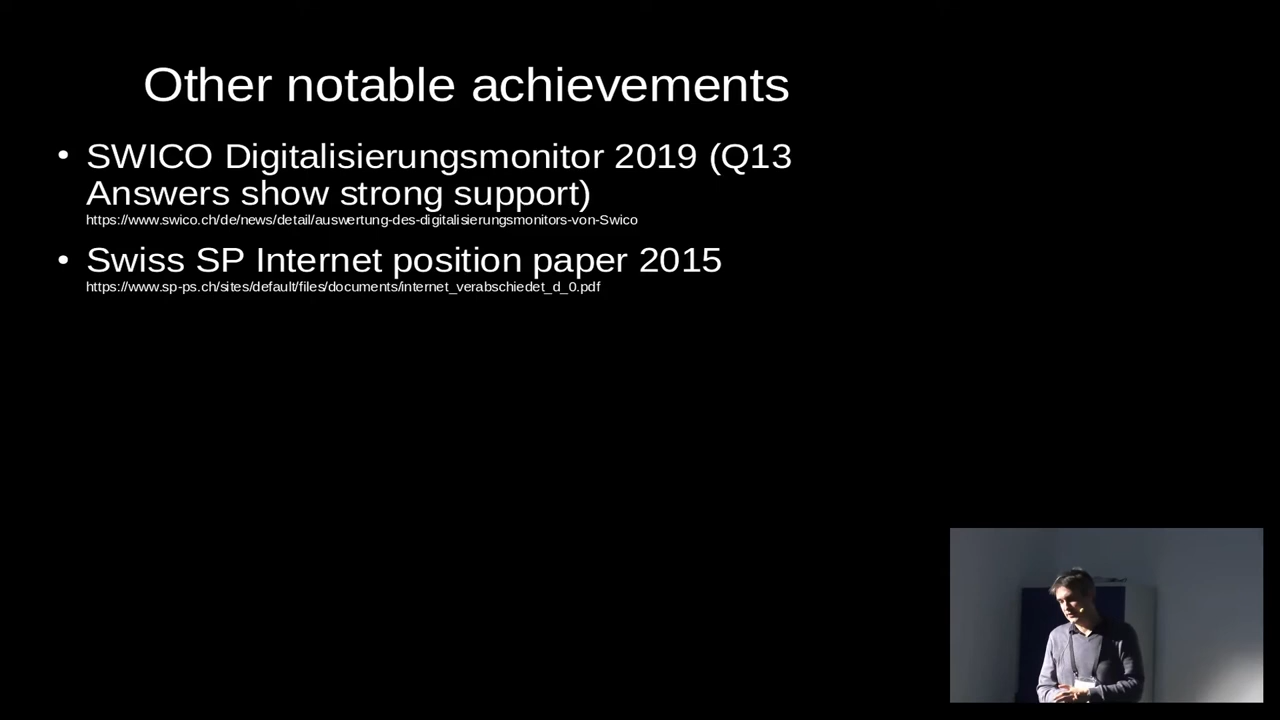 Other notable achievements
• SWICO Digitalisierungsmonitor 2019 (Q13
Answers show strong support)
https://www.swico.ch/de/news/detail/auswertung-des-digitalisierungsmonitors-von-Swico
• Swiss SP Internet position paper 2015
https://www.sp-ps.ch/sites/default/files/documents/internet_verabschiedet_d_0.pdf